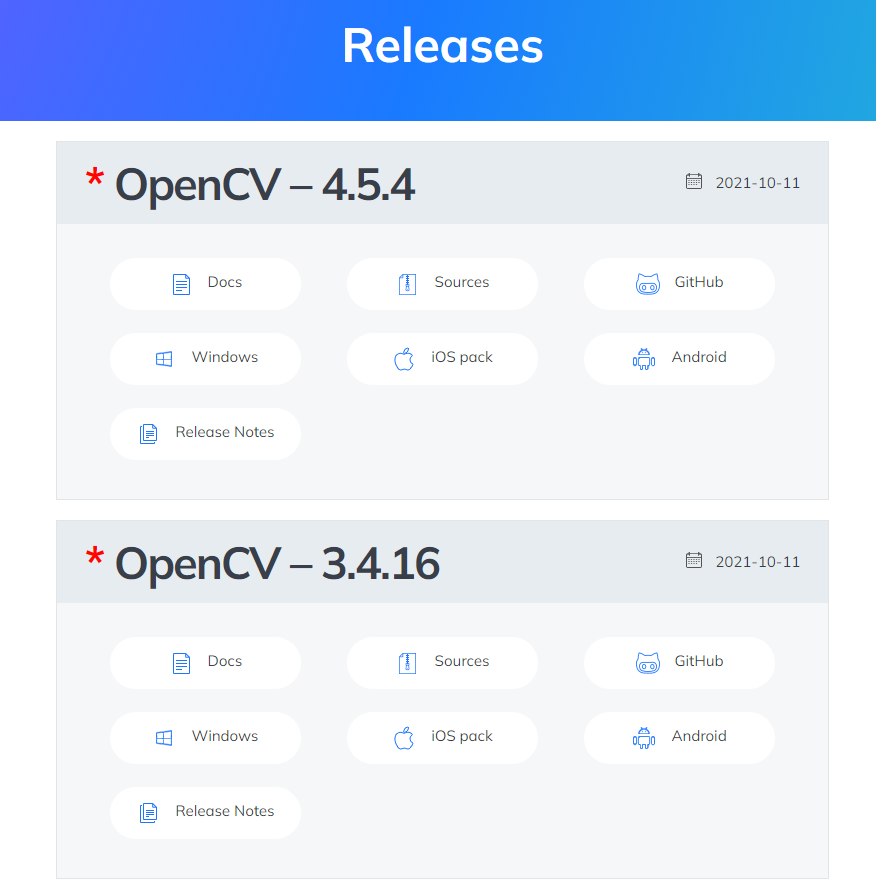 Releases
* OpenCV – 4.5.4
2021-10-11
Docs
Sources
GitHub
Windows
iOS pack
Android
Release Notes
* OpenCV – 3.4.16
2021-10-11
Docs
Sources
GitHub
Windows
iOS pack
Android
Release Notes